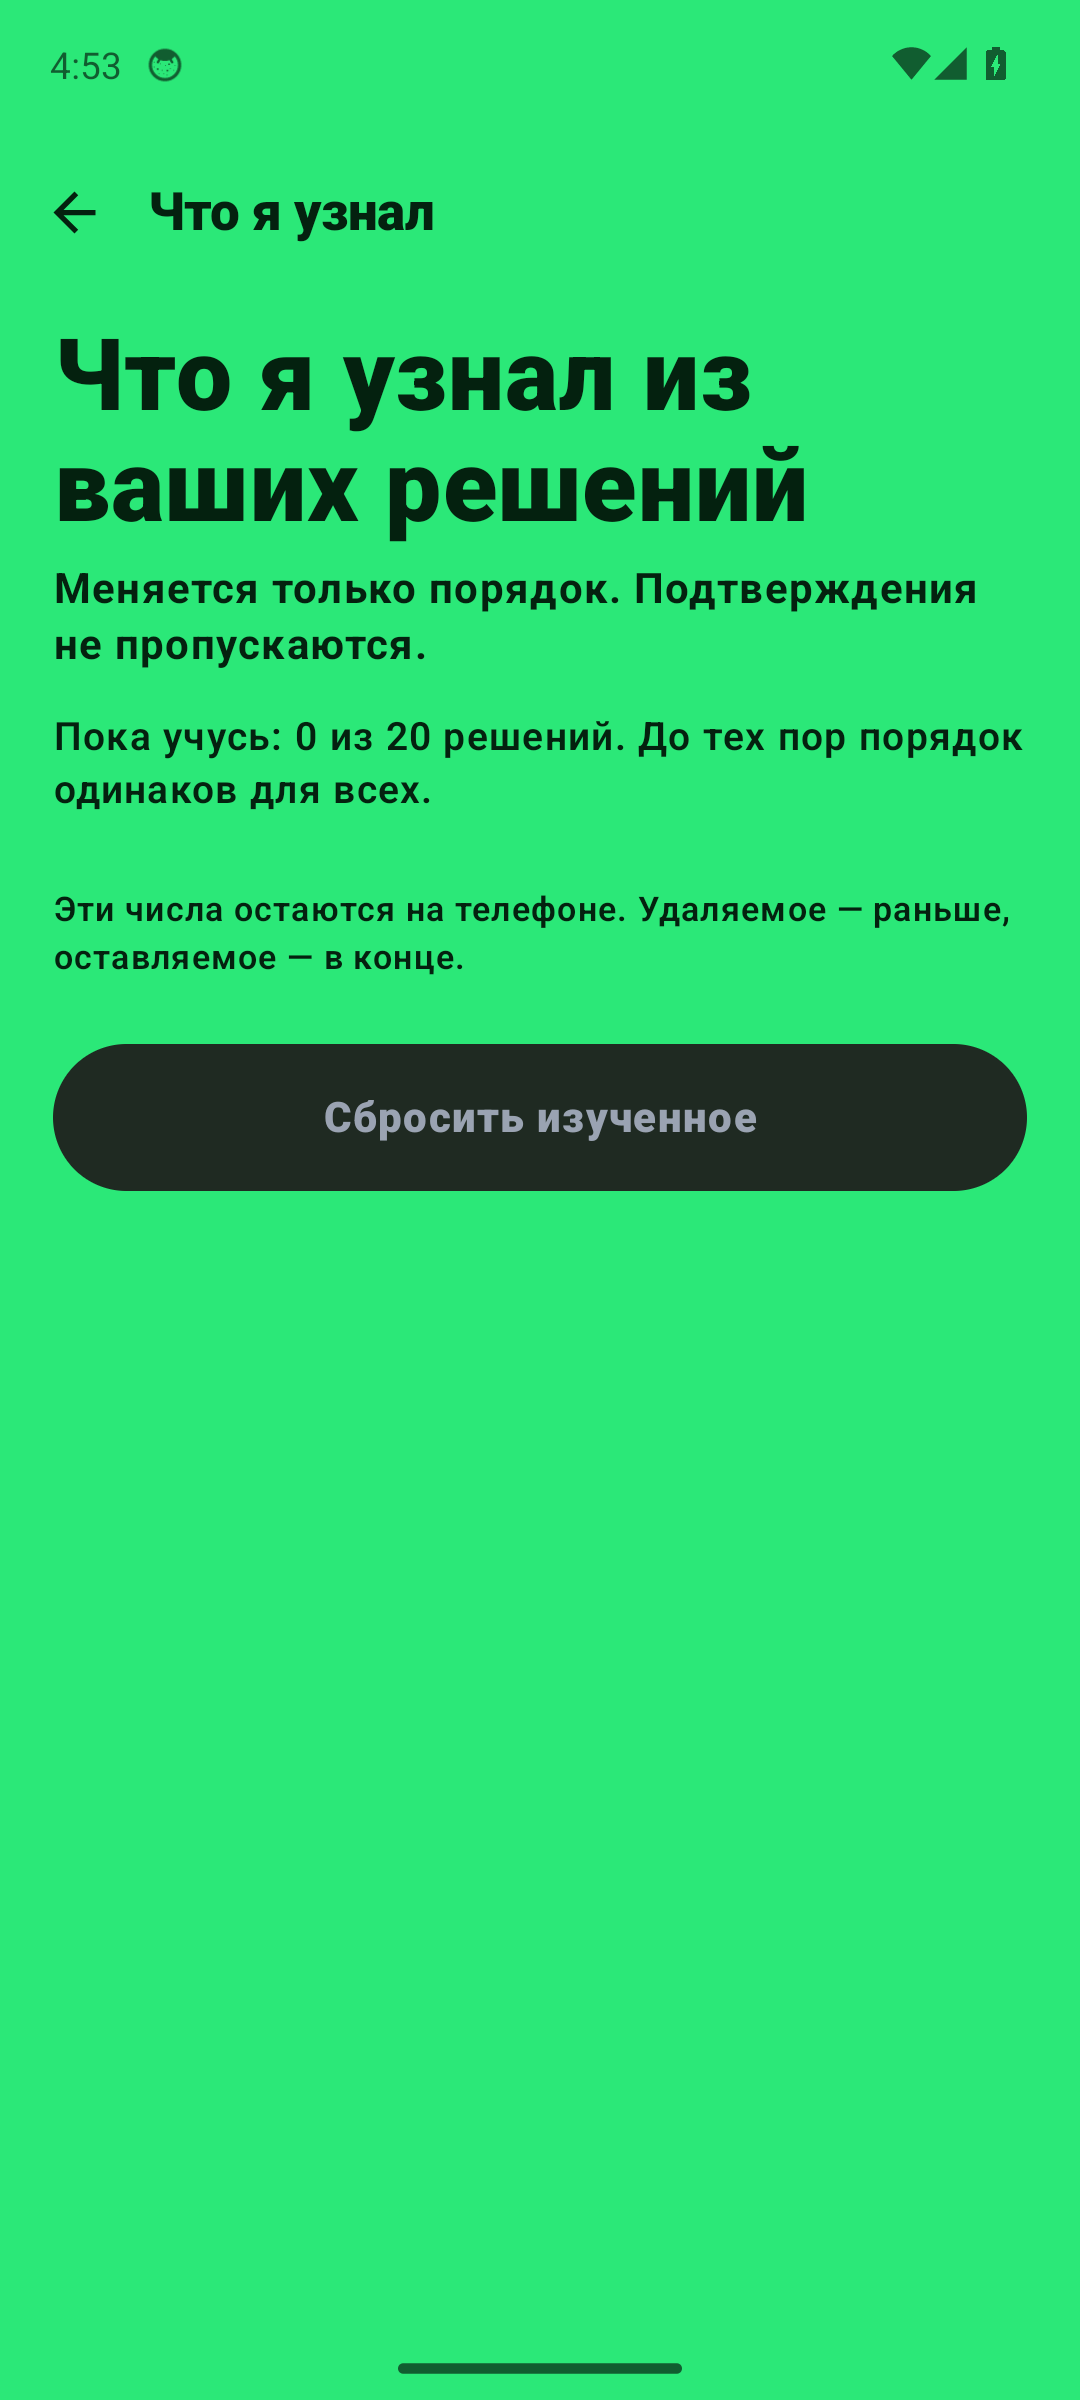 4:53
Что я узнал
Что я узнал из
ваших решений
Меняется только порядок. Подтверждения
не пропускаются.
Пока учусь: 0 из 20 решений. До тех пор порядок
одинаков для всех.
Эти числа остаются на телефоне. Удаляемое — раньше,
оставляемое — в конце.
Сбросить изученное